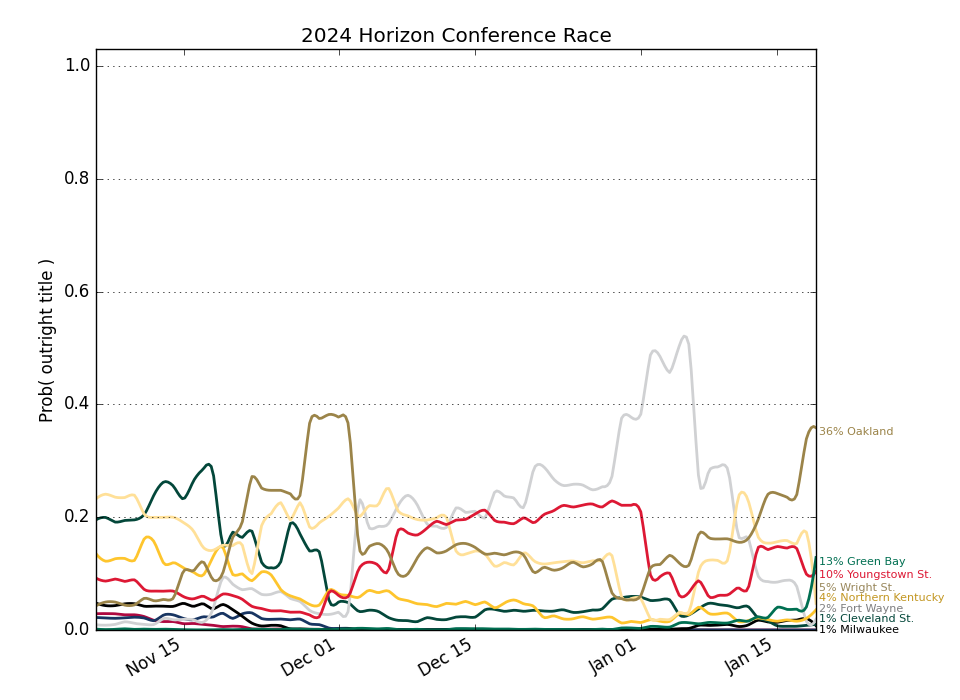 2024 Horizon Conference Race
Prob( outright title )
1.0
0.8
0.6
0.4
0.2
0.0
Nov 15
Dec 01
Dec 15
Jan 01
Jan 15
36% Oakland
13% Green Bay
10% Youngstown St.
5% Wright St.
4% Northern Kentucky
2% Fort Wayne
1% Cleveland St.
1% Milwaukee